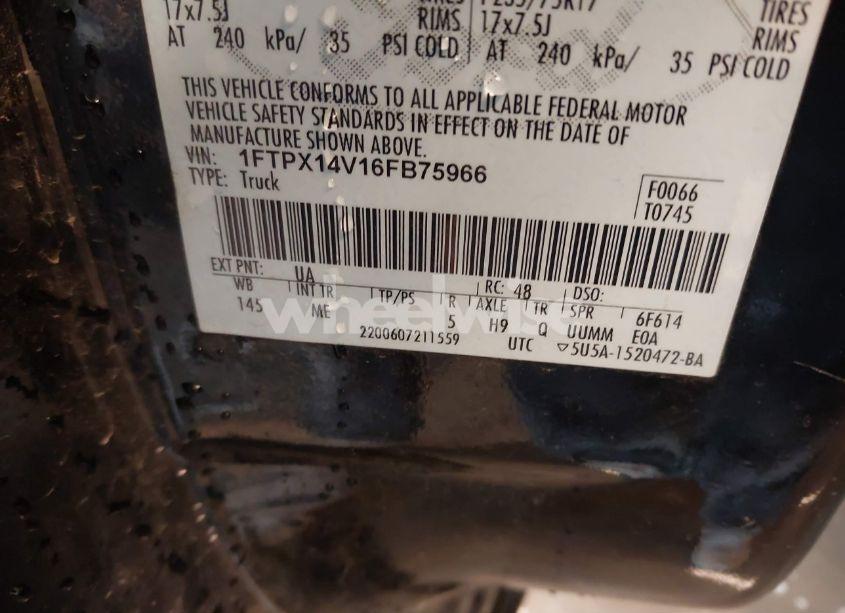 17x7.5J RIMS 17x7.5J TIRES
AT 240 kPa/ 35 PSI COLD AT 240 kPa/ 35 PSI COLD RIMS
THIS VEHICLE CONFORMS TO ALL APPLICABLE FEDERAL MOTOR
VEHICLE SAFETY STANDARDS IN EFFECT ON THE DATE OF
MANUFACTURE SHOWN ABOVE.
VIN: 1FTPX14V16FB75966
TYPE: Truck
F0066
T0745
EXT PNT: UA RC: 48 DSO:
WB INT TR TP/PS R AXLE TR SPR 6F614
145 ME 5 H9 Q UUMM E0A
2200607211559 UTC ▽5U5A-1520472-BA
wheelwise